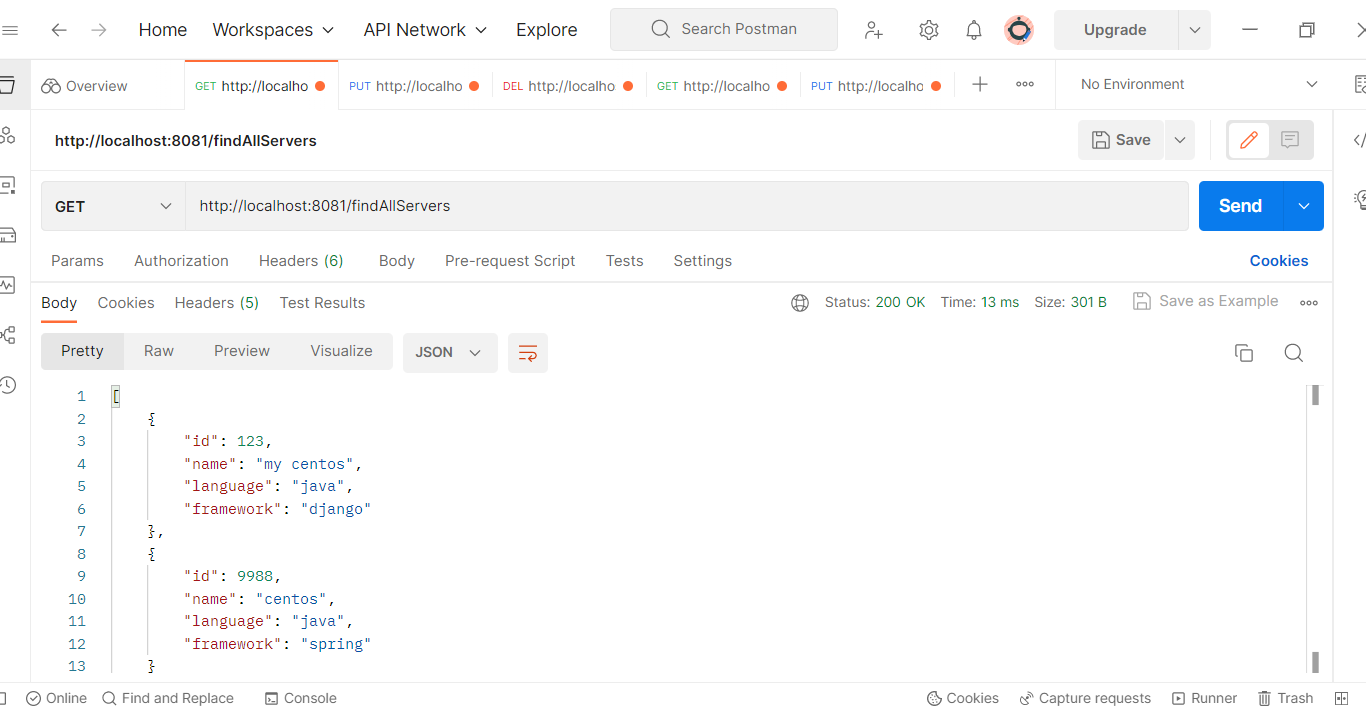 Home Workspaces API Network Explore Search Postman Upgrade
Overview GET http://localho PUT http://localho DEL http://localho GET http://localho PUT http://localho No Environment
http://localhost:8081/findAllServers Save
GET http://localhost:8081/findAllServers Send
Params Authorization Headers (6) Body Pre-request Script Tests Settings Cookies
Body Cookies Headers (5) Test Results Status: 200 OK Time: 13 ms Size: 301 B Save as Example
Pretty Raw Preview Visualize JSON
1 [
2 {
3 "id": 123,
4 "name": "my centos",
5 "language": "java",
6 "framework": "django"
7 },
8 {
9 "id": 9988,
10 "name": "centos",
11 "language": "java",
12 "framework": "spring"
13 }
Online Find and Replace Console Cookies Capture requests Runner Trash